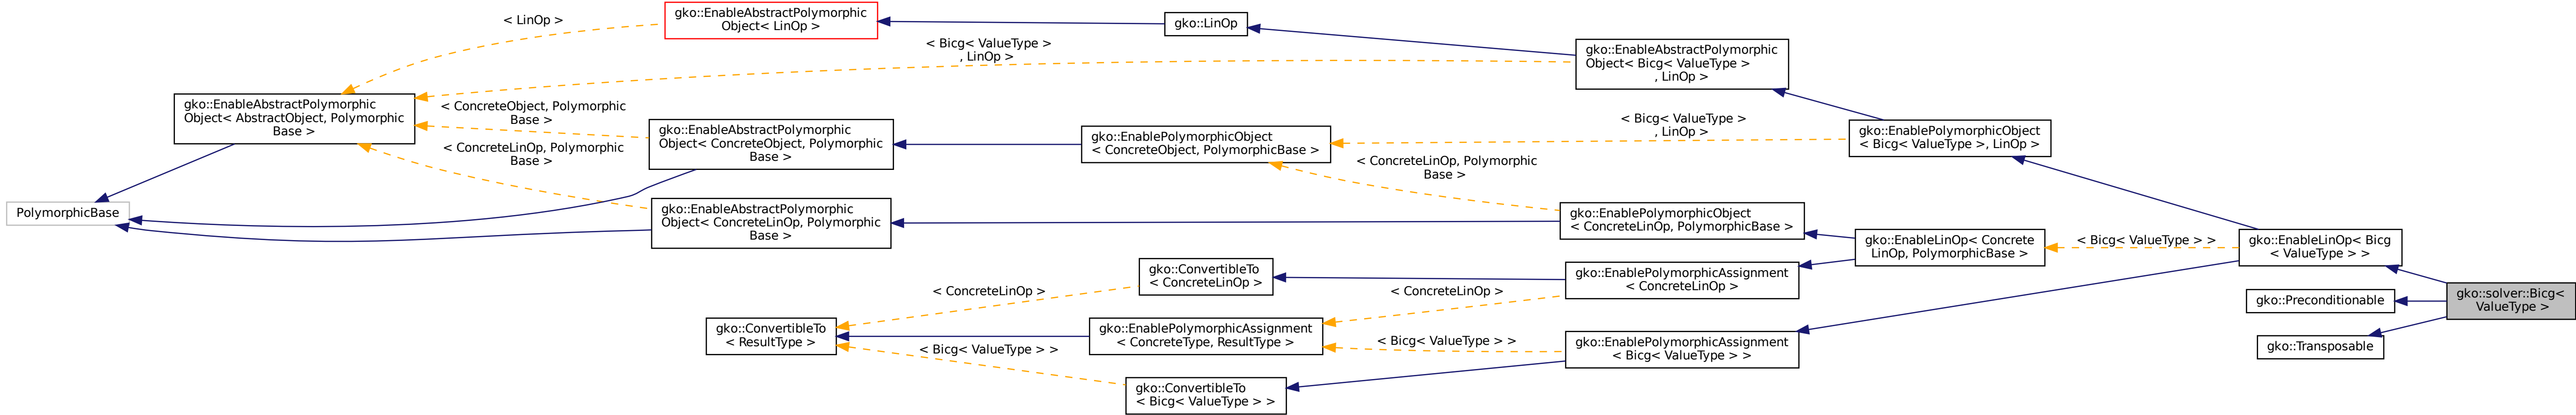 gko::EnableAbstractPolymorphic
Object< LinOp >
< LinOp >
gko::LinOp
< Bicg< ValueType >
, LinOp >
gko::EnableAbstractPolymorphic
Object< Bicg< ValueType >
, LinOp >
gko::EnableAbstractPolymorphic
Object< AbstractObject, Polymorphic
Base >
< ConcreteObject, Polymorphic
Base >
gko::EnableAbstractPolymorphic
Object< ConcreteObject, Polymorphic
Base >
gko::EnablePolymorphicObject
< ConcreteObject, PolymorphicBase >
< Bicg< ValueType >
, LinOp >
gko::EnablePolymorphicObject
< Bicg< ValueType >, LinOp >
< ConcreteLinOp, Polymorphic
Base >
< ConcreteLinOp, Polymorphic
Base >
PolymorphicBase
gko::EnableAbstractPolymorphic
Object< ConcreteLinOp, Polymorphic
Base >
gko::EnablePolymorphicObject
< ConcreteLinOp, PolymorphicBase >
gko::EnableLinOp< Concrete
LinOp, PolymorphicBase >
< Bicg< ValueType > >
gko::EnableLinOp< Bicg
< ValueType > >
gko::ConvertibleTo
< ConcreteLinOp >
gko::EnablePolymorphicAssignment
< ConcreteLinOp >
< ConcreteLinOp >
< ConcreteLinOp >
gko::Preconditionable
gko::solver::Bicg<
ValueType >
gko::ConvertibleTo
< ResultType >
gko::EnablePolymorphicAssignment
< ConcreteType, ResultType >
< Bicg< ValueType > >
gko::EnablePolymorphicAssignment
< Bicg< ValueType > >
gko::Transposable
< Bicg< ValueType > >
gko::ConvertibleTo
< Bicg< ValueType > >